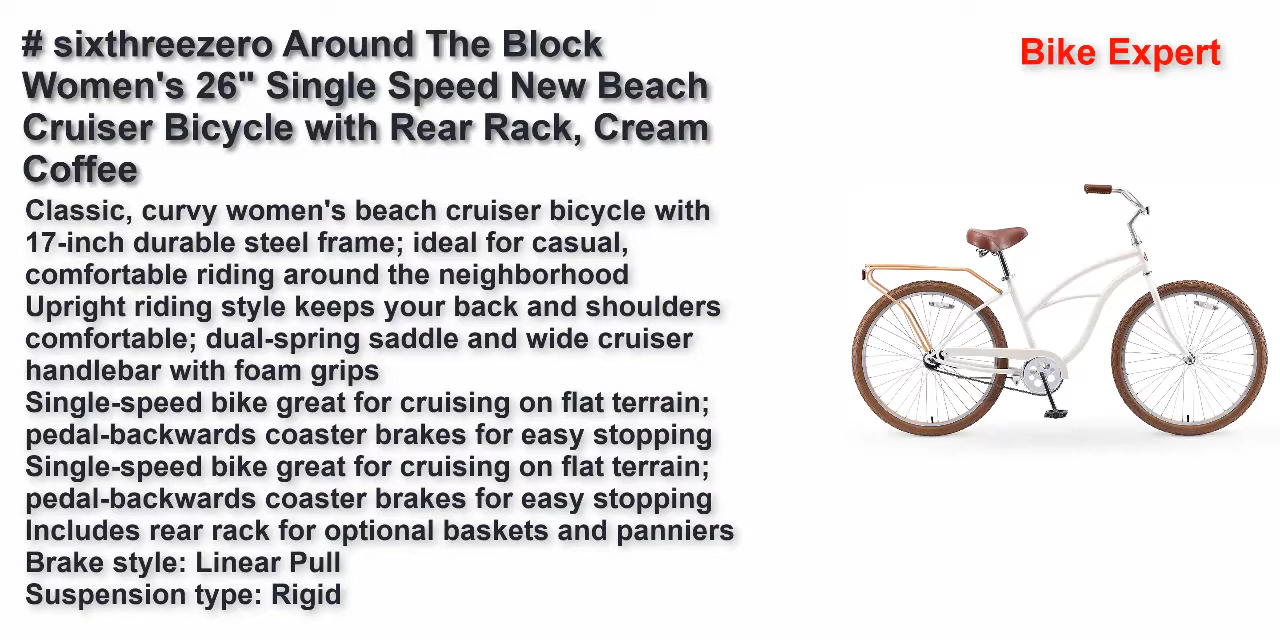 # sixthreezero Around The Block
Women's 26" Single Speed New Beach
Cruiser Bicycle with Rear Rack, Cream
Coffee
Bike Expert
Classic, curvy women's beach cruiser bicycle with
17-inch durable steel frame; ideal for casual,
comfortable riding around the neighborhood
Upright riding style keeps your back and shoulders
comfortable; dual-spring saddle and wide cruiser
handlebar with foam grips
Single-speed bike great for cruising on flat terrain;
pedal-backwards coaster brakes for easy stopping
Single-speed bike great for cruising on flat terrain;
pedal-backwards coaster brakes for easy stopping
Includes rear rack for optional baskets and panniers
Brake style: Linear Pull
Suspension type: Rigid